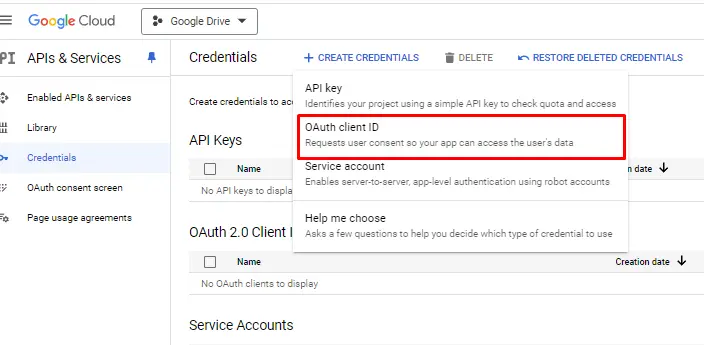 Google Cloud
Google Drive
APIs & Services
Credentials
CREATE CREDENTIALS
DELETE
RESTORE DELETED CREDENTIALS
Enabled APIs & services
Library
Credentials
OAuth consent screen
Page usage agreements
Create credentials to
API key
Identifies your project using a simple API key to check quota and access
OAuth client ID
Requests user consent so your app can access the user's data
Service account
Enables server-to-server, app-level authentication using robot accounts
Help me choose
Asks a few questions to help you decide which type of credential to use
API Keys
Name
date
No API keys to
OAuth 2.0 Client
Name
Creation date
No OAuth clients to display
Service Accounts